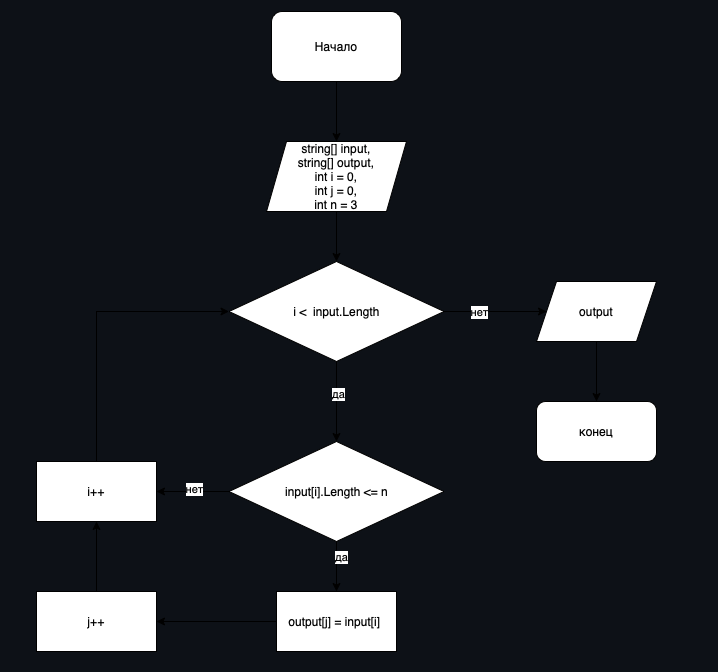 Начало
string[] input,
string[] output,
int i = 0,
int j = 0,
int n = 3
i < input.Length
нет
output
да
конец
input[i].Length <= n
нет
i++
да
output[j] = input[i]
j++